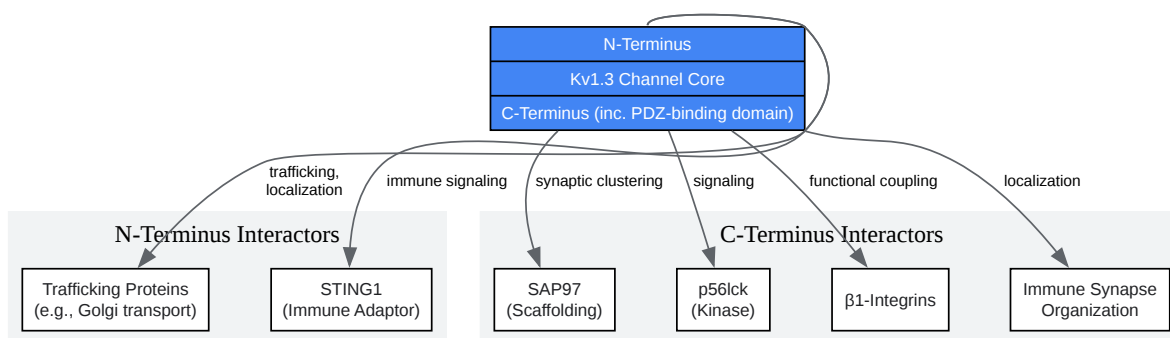 N-Terminus
Kv1.3 Channel Core
C-Terminus (inc. PDZ-binding domain)
trafficking,
localization
immune signaling
synaptic clustering
signaling
functional coupling
localization
N-Terminus Interactors
C-Terminus Interactors
Trafficking Proteins
(e.g., Golgi transport)
STING1
(Immune Adaptor)
SAP97
(Scaffolding)
p56lck
(Kinase)
β1-Integrins
Immune Synapse
Organization